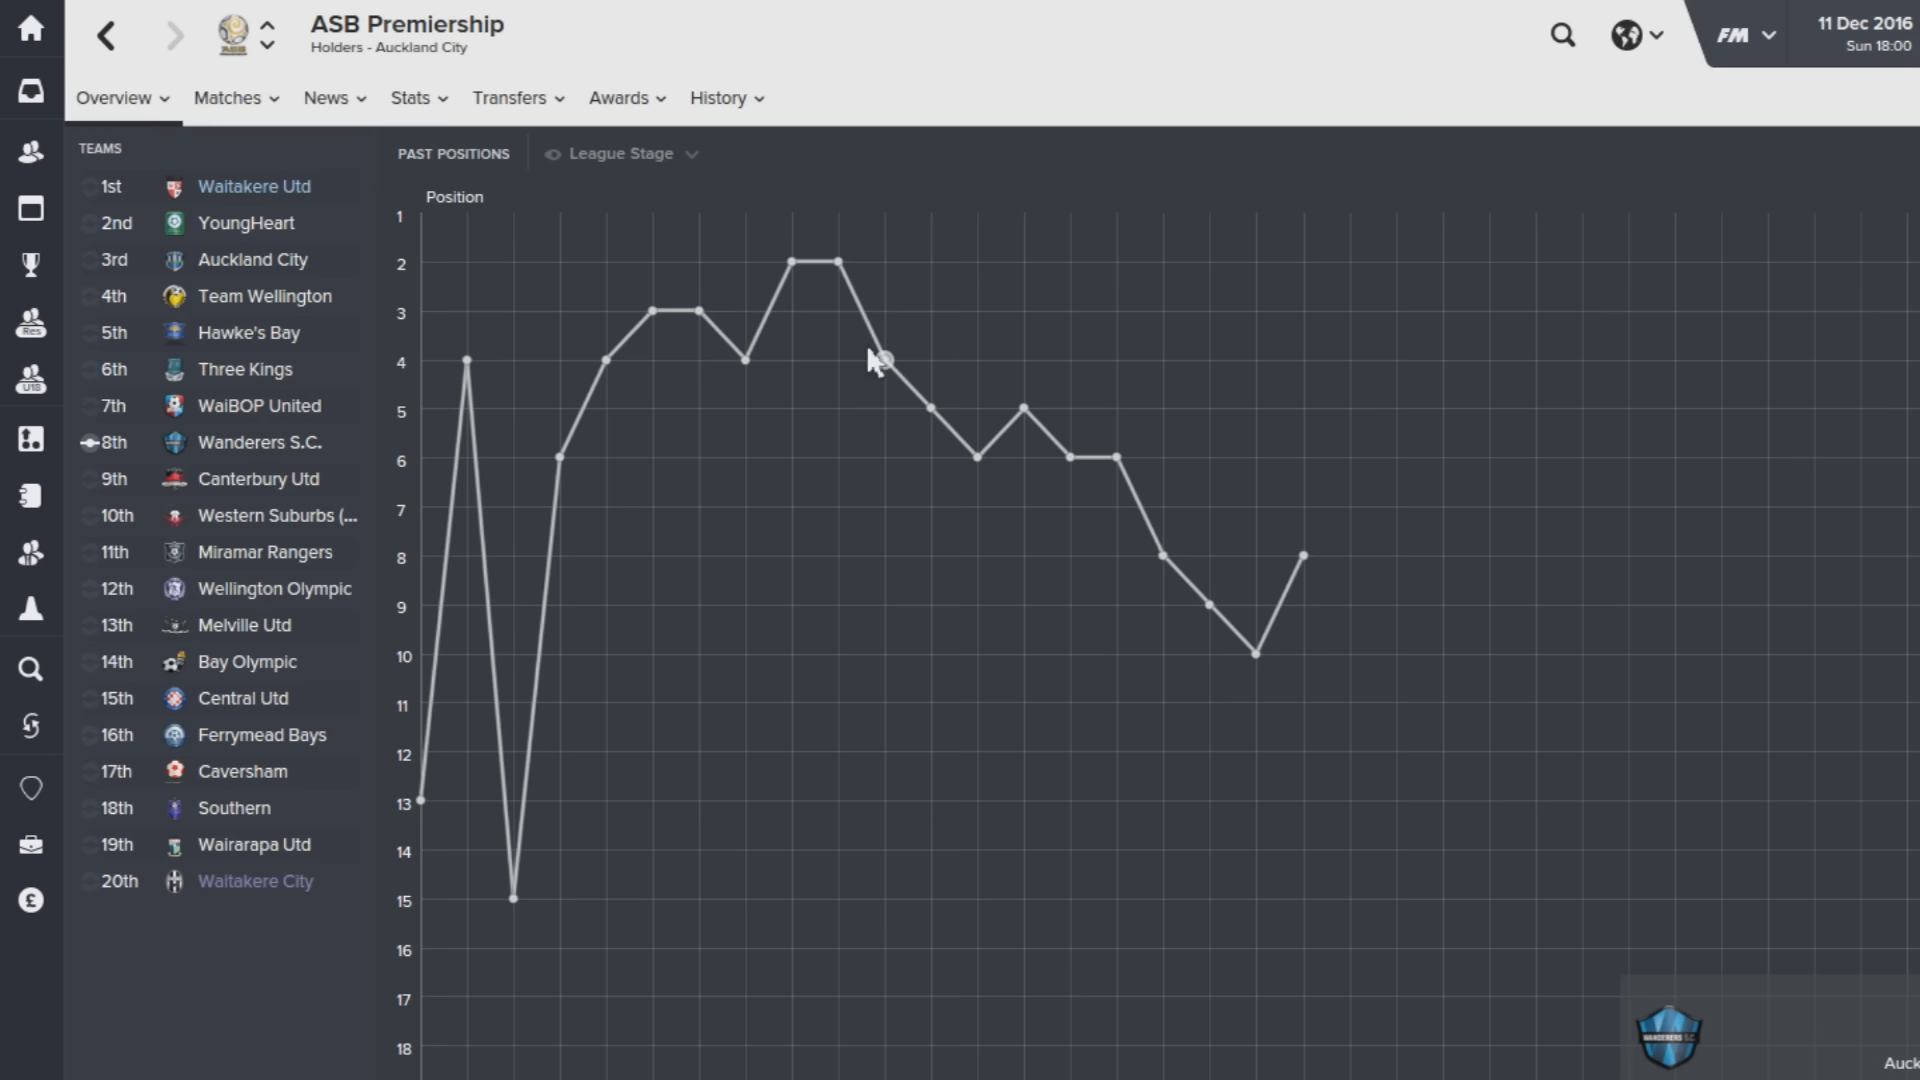 ASB Premiership
Holders - Auckland City
FM
11 Dec 2016
Sun 18:00
Overview
Matches
News
Stats
Transfers
Awards
History
TEAMS
1st Waitakere Utd
2nd YoungHeart
3rd Auckland City
4th Team Wellington
5th Hawke's Bay
6th Three Kings
7th WaiBOP United
8th Wanderers S.C.
9th Canterbury Utd
10th Western Suburbs (...
11th Miramar Rangers
12th Wellington Olympic
13th Melville Utd
14th Bay Olympic
15th Central Utd
16th Ferrymead Bays
17th Caversham
18th Southern
19th Wairarapa Utd
20th Waitakere City
PAST POSITIONS
League Stage
Position
1
2
3
4
5
6
7
8
9
10
11
12
13
14
15
16
17
18
Res
U18
£
WANDERERS S.C.
Auck